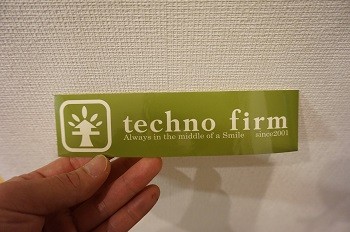 techno firm
Always in the middle of a Smile since2001